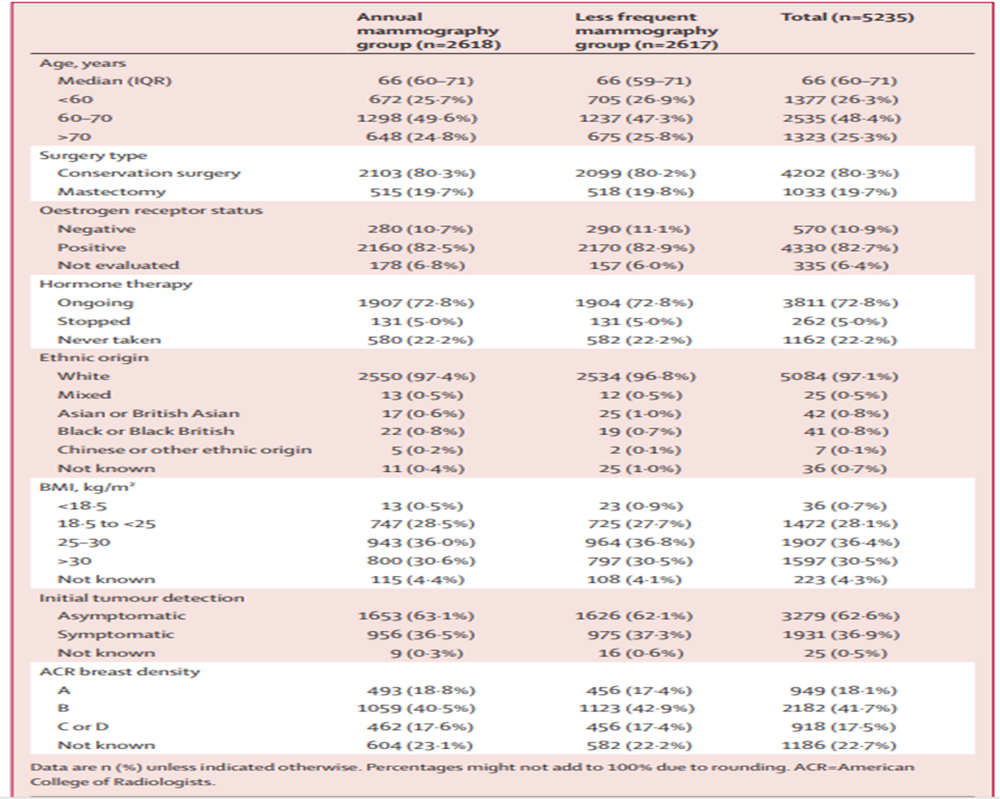 Annual mammography group (n=2618) Less frequent mammography group (n=2617) Total (n=5235)
Age, years
Median (IQR) 66 (60–71) 66 (59–71) 66 (60–71)
<60 672 (25·7%) 705 (26·9%) 1377 (26·3%)
60–70 1298 (49·6%) 1237 (47·3%) 2535 (48·4%)
>70 648 (24·8%) 675 (25·8%) 1323 (25·3%)
Surgery type
Conservation surgery 2103 (80·3%) 2099 (80·2%) 4202 (80·3%)
Mastectomy 515 (19·7%) 518 (19·8%) 1033 (19·7%)
Oestrogen receptor status
Negative 280 (10·7%) 290 (11·1%) 570 (10·9%)
Positive 2160 (82·5%) 2170 (82·9%) 4330 (82·7%)
Not evaluated 178 (6·8%) 157 (6·0%) 335 (6·4%)
Hormone therapy
Ongoing 1907 (72·8%) 1904 (72·8%) 3811 (72·8%)
Stopped 131 (5·0%) 131 (5·0%) 262 (5·0%)
Never taken 580 (22·2%) 582 (22·2%) 1162 (22·2%)
Ethnic origin
White 2550 (97·4%) 2534 (96·8%) 5084 (97·1%)
Mixed 13 (0·5%) 12 (0·5%) 25 (0·5%)
Asian or British Asian 17 (0·6%) 25 (1·0%) 42 (0·8%)
Black or Black British 22 (0·8%) 19 (0·7%) 41 (0·8%)
Chinese or other ethnic origin 5 (0·2%) 2 (0·1%) 7 (0·1%)
Not known 11 (0·4%) 25 (1·0%) 36 (0·7%)
BMI, kg/m²
<18·5 13 (0·5%) 23 (0·9%) 36 (0·7%)
18·5 to <25 747 (28·5%) 725 (27·7%) 1472 (28·1%)
25–30 943 (36·0%) 964 (36·8%) 1907 (36·4%)
>30 800 (30·6%) 797 (30·5%) 1597 (30·5%)
Not known 115 (4·4%) 108 (4·1%) 223 (4·3%)
Initial tumour detection
Asymptomatic 1653 (63·1%) 1626 (62·1%) 3279 (62·6%)
Symptomatic 956 (36·5%) 975 (37·3%) 1931 (36·9%)
Not known 9 (0·3%) 16 (0·6%) 25 (0·5%)
ACR breast density
A 493 (18·8%) 456 (17·4%) 949 (18·1%)
B 1059 (40·5%) 1123 (42·9%) 2182 (41·7%)
C or D 462 (17·6%) 456 (17·4%) 918 (17·5%)
Not known 604 (23·1%) 582 (22·2%) 1186 (22·7%)
Data are n (%) unless indicated otherwise. Percentages might not add to 100% due to rounding. ACR=American
College of Radiologists.